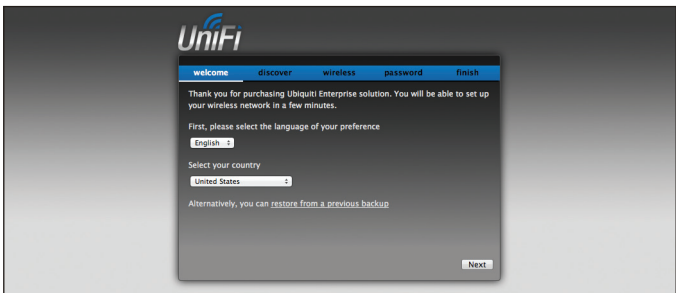 UniFi
welcome discover wireless password finish
Thank you for purchasing Ubiquiti Enterprise solution. You will be able to set up
your wireless network in a few minutes.
First, please select the language of your preference
English
Select your country
United States
Alternatively, you can restore from a previous backup
Next